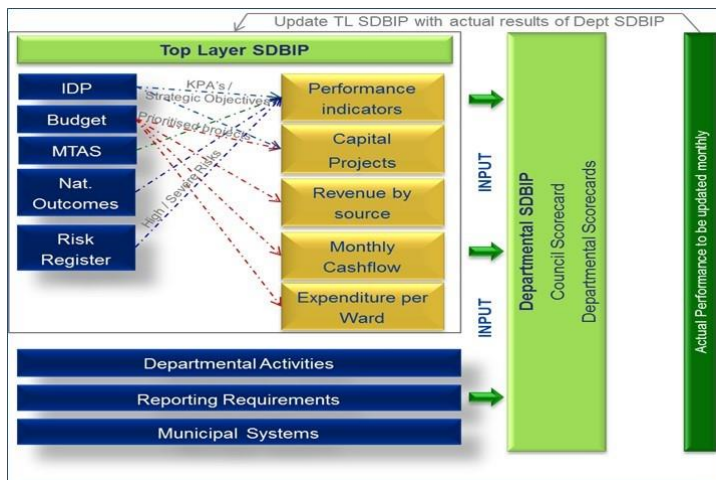 Update TL SDBIP with actual results of Dept SDBIP
Top Layer SDBIP
IDP
Budget
MTAS
Nat.
Outcomes
Risk
Register
KPA's /
Strategic Objectives
Prioritised projects
High / Severe Risks
Performance
indicators
Capital
Projects
Revenue by
source
Monthly
Cashflow
Expenditure per
Ward
INPUT
INPUT
Departmental SDBIP
Council Scorecard
Departmental Scorecards
Actual Performance to be updated monthly
Departmental Activities
Reporting Requirements
Municipal Systems